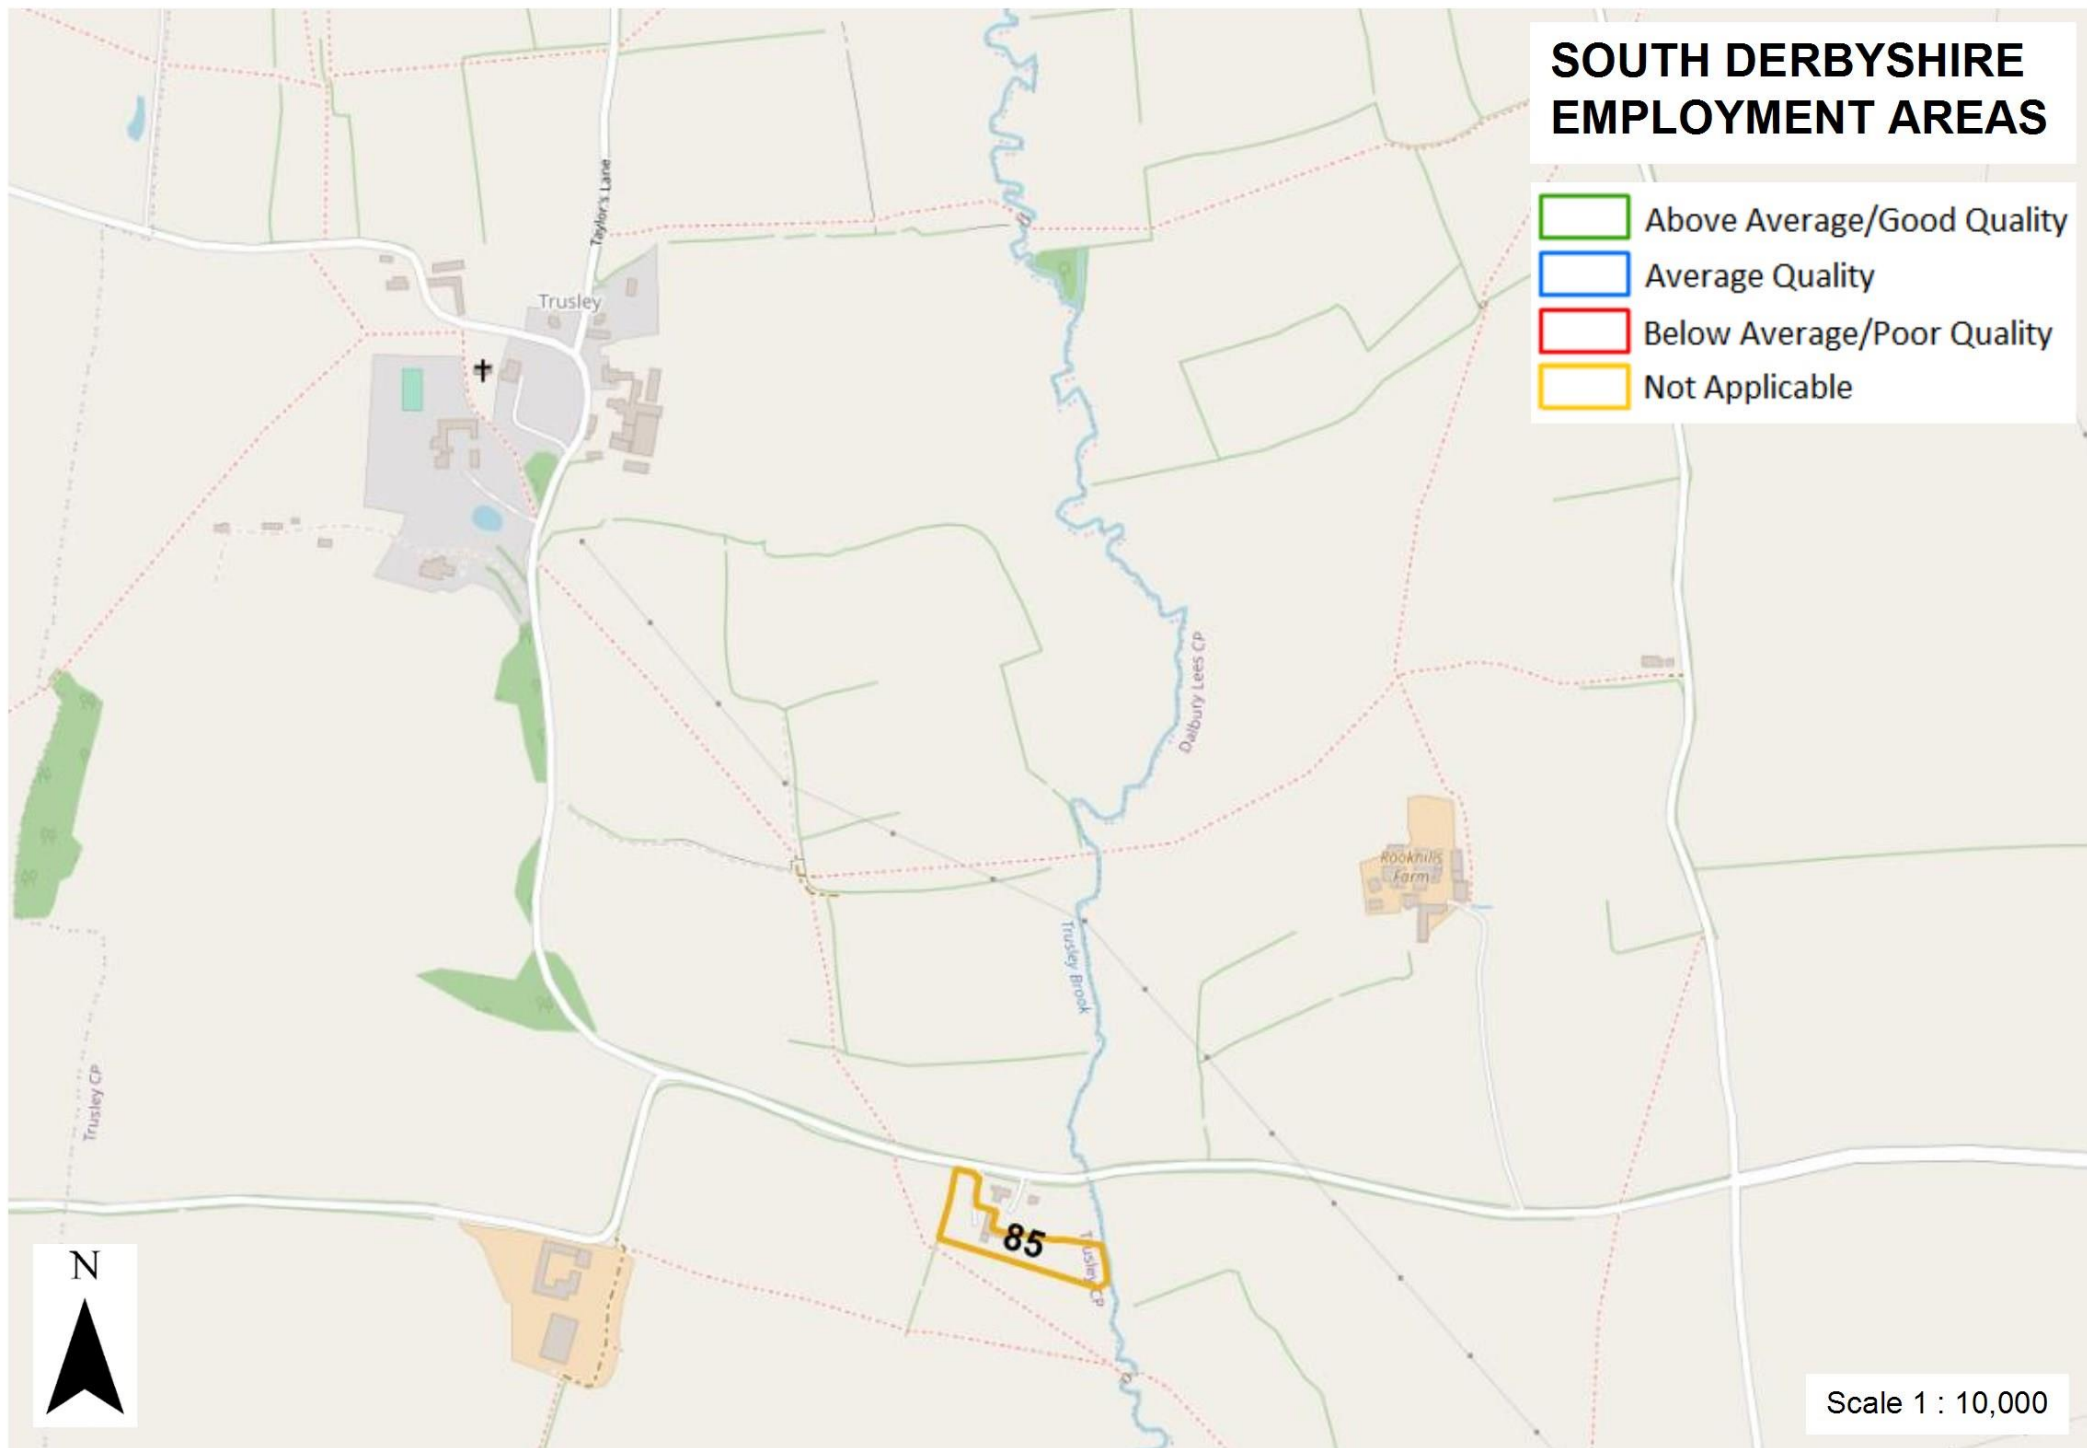 SOUTH DERBYSHIRE
EMPLOYMENT AREAS
Above Average/Good Quality
Average Quality
Below Average/Poor Quality
Not Applicable
Taylor's Lane
Trusley
Dalbury Lees CP
Rookhills
Farm
Trusley Brook
Trusley CP
85
Trusley CP
N
Scale 1 : 10,000